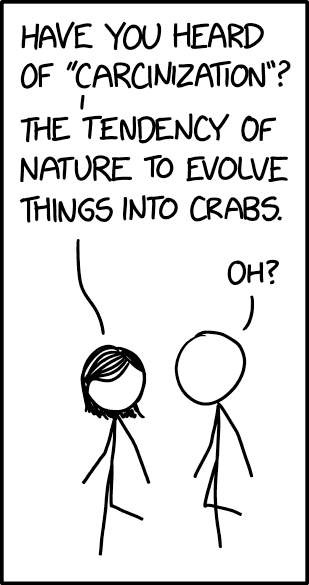 HAVE YOU HEARD
OF "CARCINIZATION"?
THE TENDENCY OF
NATURE TO EVOLVE
THINGS INTO CRABS.
OH?